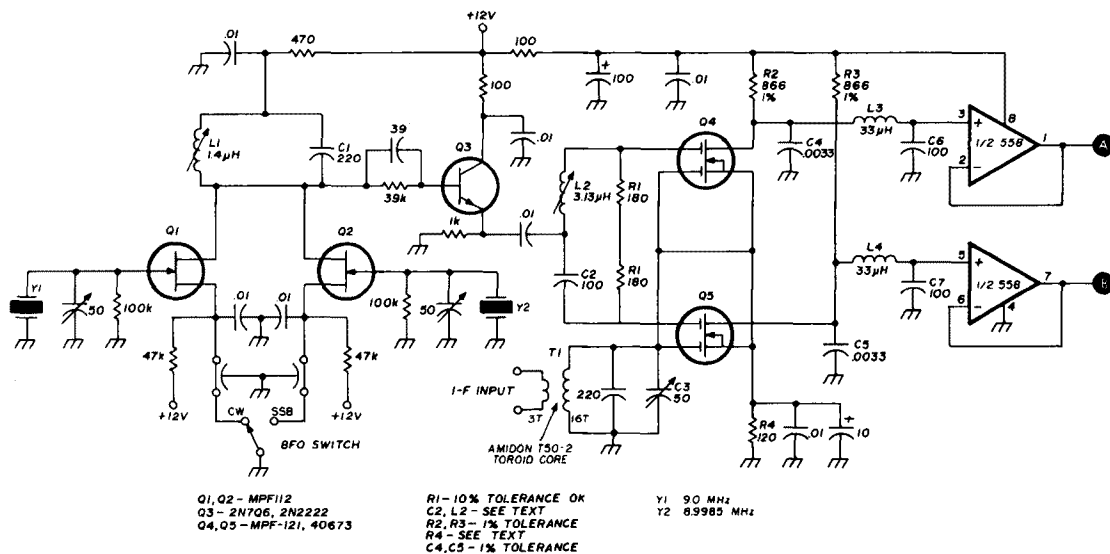 +12V
.01
470
100
100
+
100
.01
R2
866
1%
R3
866
1%
L1
1.4µH
C1
220
39
39k
Q3
.01
1k
.01
L2
3.13µH
C2
100
R1
180
R1
180
Q4
C4
.0033
L3
33µH
C6
100
3
+
2
-
8
1/2 558
1
A
Q1
Q2
Y1
50
100k
.01
.01
100k
50
Y2
47k
47k
+12V
+12V
CW
SSB
BFO SWITCH
Q5
C5
.0033
L4
33µH
C7
100
5
+
6
-
4
1/2 558
7
B
I-F INPUT
T1
3T
16T
220
C3
50
AMIDON T50-2
TOROID CORE
R4
120
.01
+
10
Q1, Q2 - MPF112
Q3 - 2N706, 2N2222
Q4, Q5 - MPF-121, 40673
R1 - 10% TOLERANCE OK
C2, L2 - SEE TEXT
R2, R3 - 1% TOLERANCE
R4 - SEE TEXT
C4, C5 - 1% TOLERANCE
Y1 9.0 MHz
Y2 8.9985 MHz